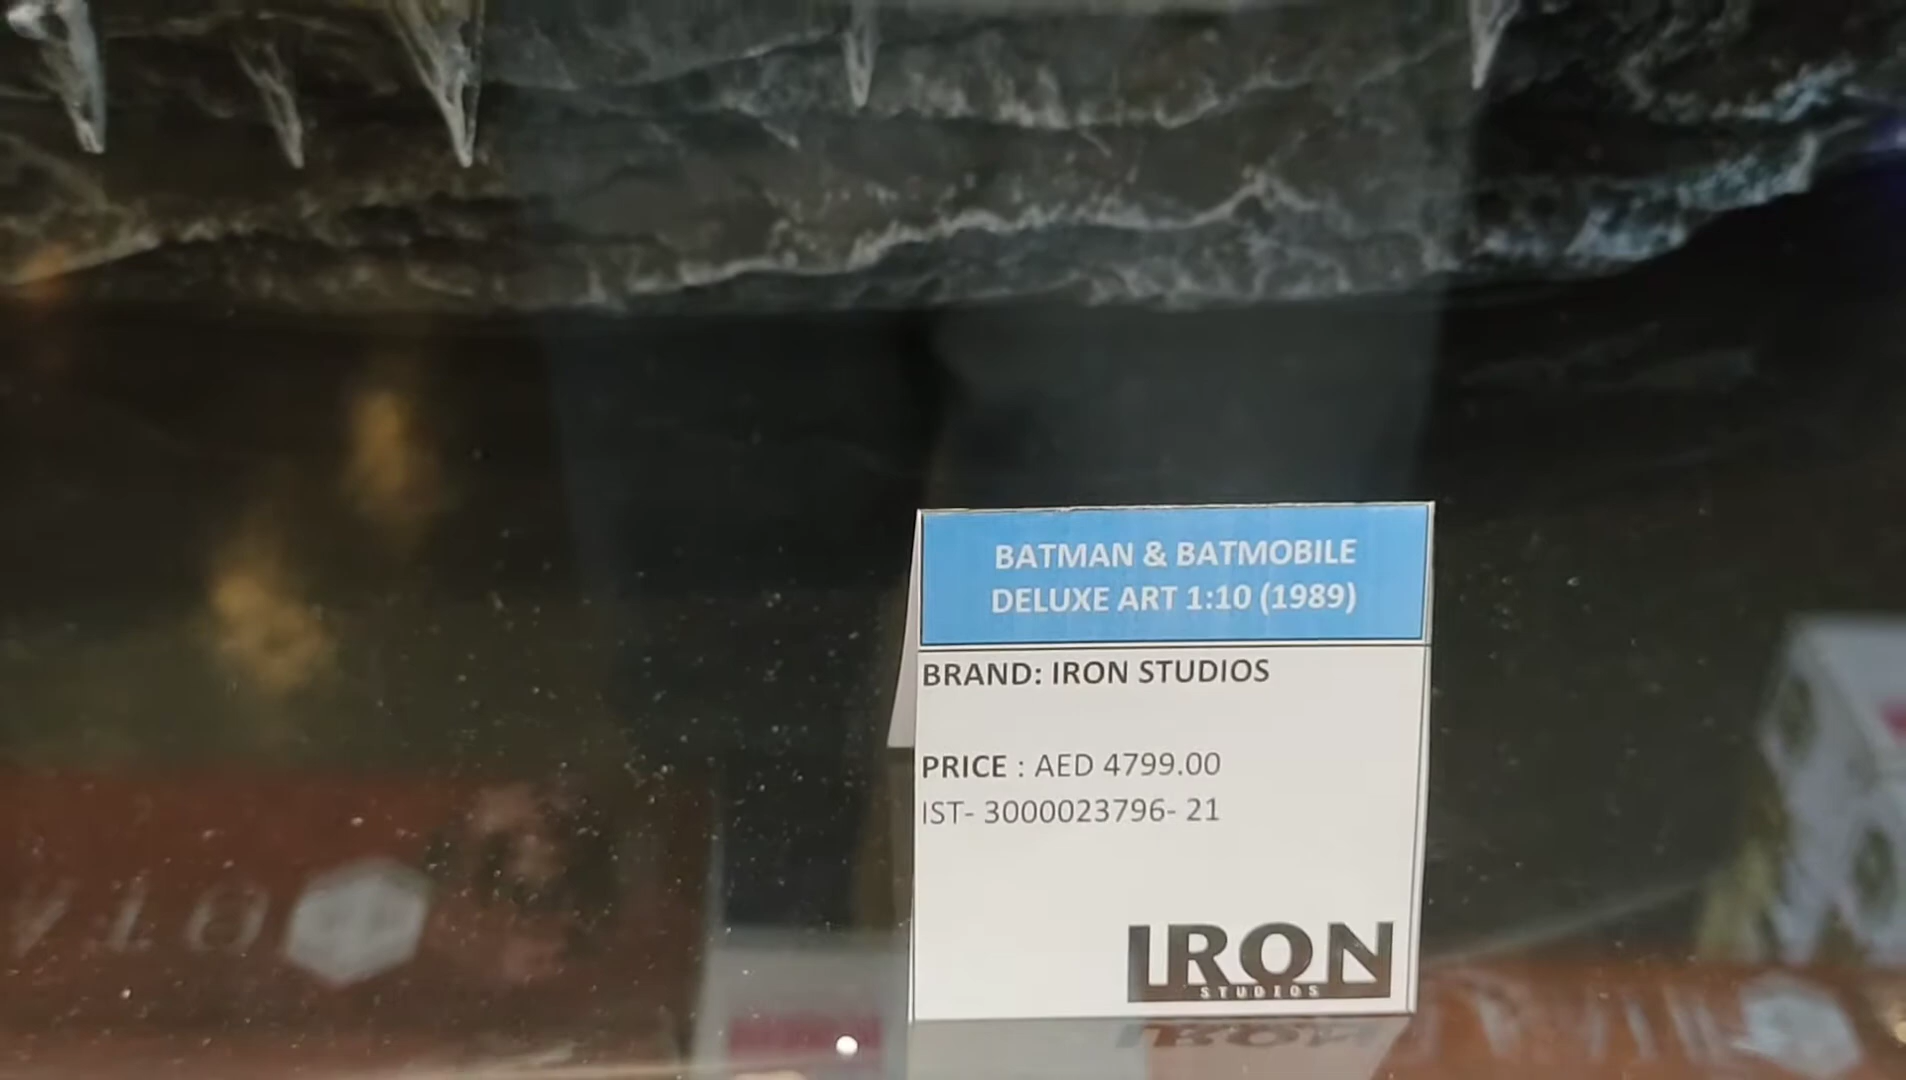 BATMAN & BATMOBILE
DELUXE ART 1:10 (1989)
BRAND: IRON STUDIOS
PRICE : AED 4799.00
IST- 3000023796- 21
IRON
STUDIOS